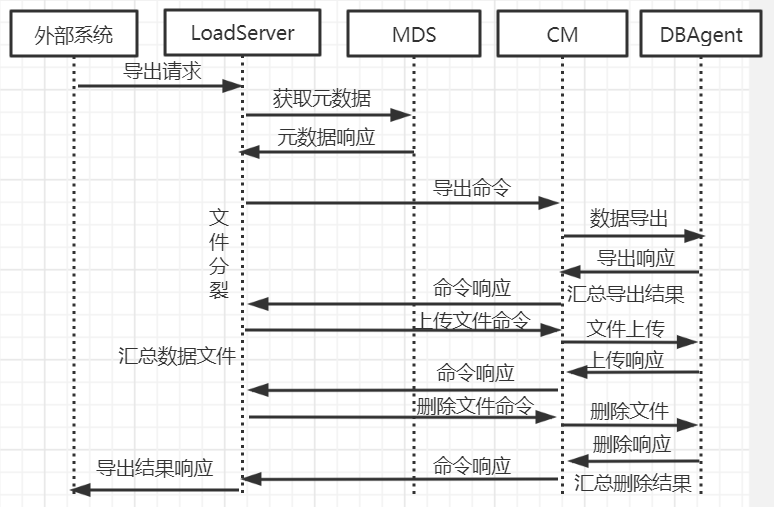 外部系统
LoadServer
MDS
CM
DBAgent
导出请求
获取元数据
元数据响应
导出命令
文件分裂
数据导出
导出响应
命令响应
汇总导出结果
上传文件命令
文件上传
汇总数据文件
上传响应
命令响应
删除文件命令
删除文件
删除响应
命令响应
导出结果响应
汇总删除结果